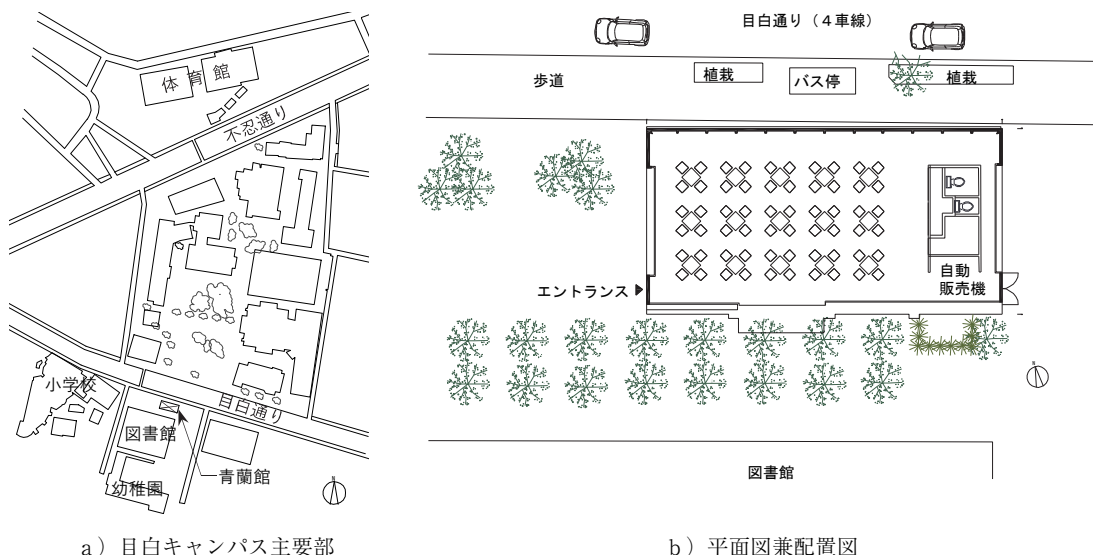 体育館
不忍通り
小学校
目白通り
図書館
青蘭館
幼稚園
a）目白キャンパス主要部
目白通り（４車線）
歩道
植栽
バス停
植栽
自動
販売機
エントランス
図書館
b）平面図兼配置図